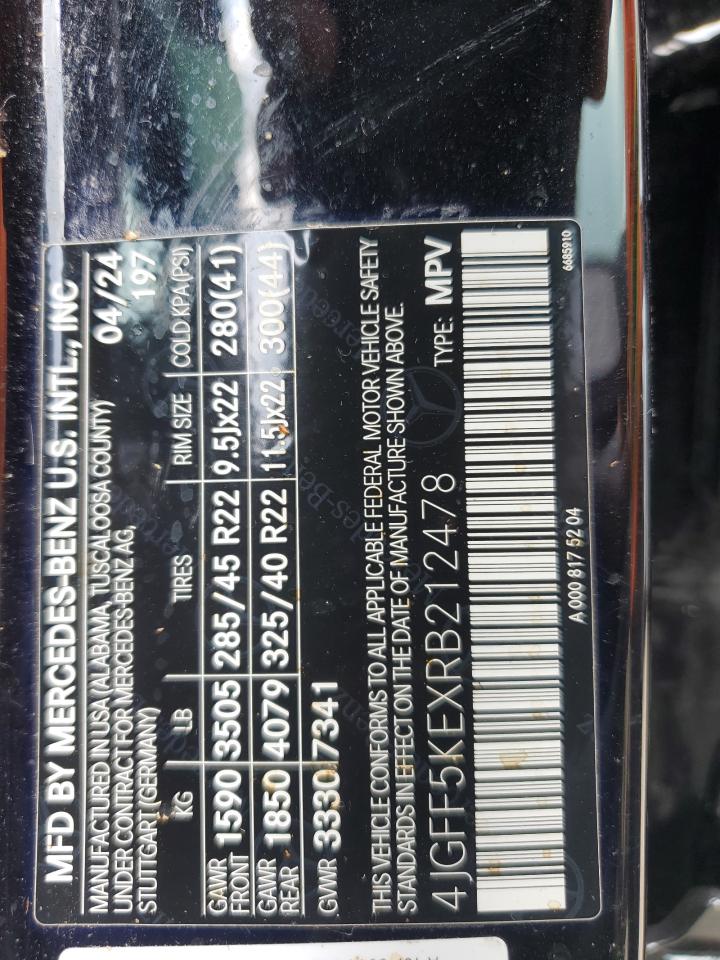 MFD BY MERCEDES-BENZ U.S. INTL., INC
MANUFACTURED IN USA (ALABAMA, TUSCALOOSA COUNTY) 04/24
UNDER CONTRACT FOR MERCEDES-BENZ AG, 197
STUTTGART (GERMANY)
KG LB TIRES RIM SIZE COLD KPA (PSI)
GAWR FRONT 1590 3505 285/45 R22 9.5Jx22 280(41)
GAWR REAR 1850 4079 325/40 R22 11.5Jx22 300(44)
GVWR 3330 7341
THIS VEHICLE CONFORMS TO ALL APPLICABLE FEDERAL MOTOR VEHICLE SAFETY
STANDARDS IN EFFECT ON THE DATE OF MANUFACTURE SHOWN ABOVE.
4JGFF5KEXRB212478 TYPE: MPV
A 000 817 52 04 6685910